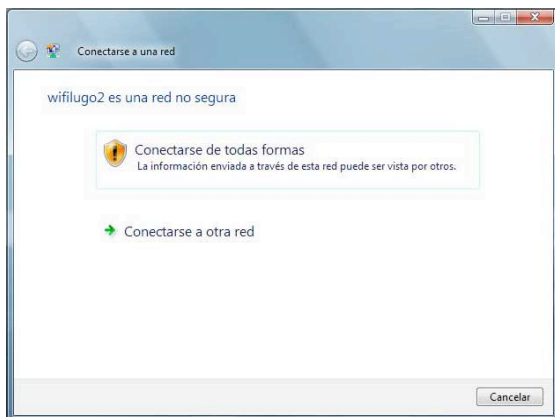 Conectarse a una red
wifilugo2 es una red no segura
Conectarse de todas formas
La información enviada a través de esta red puede ser vista por otros.
Conectarse a otra red
Cancelar